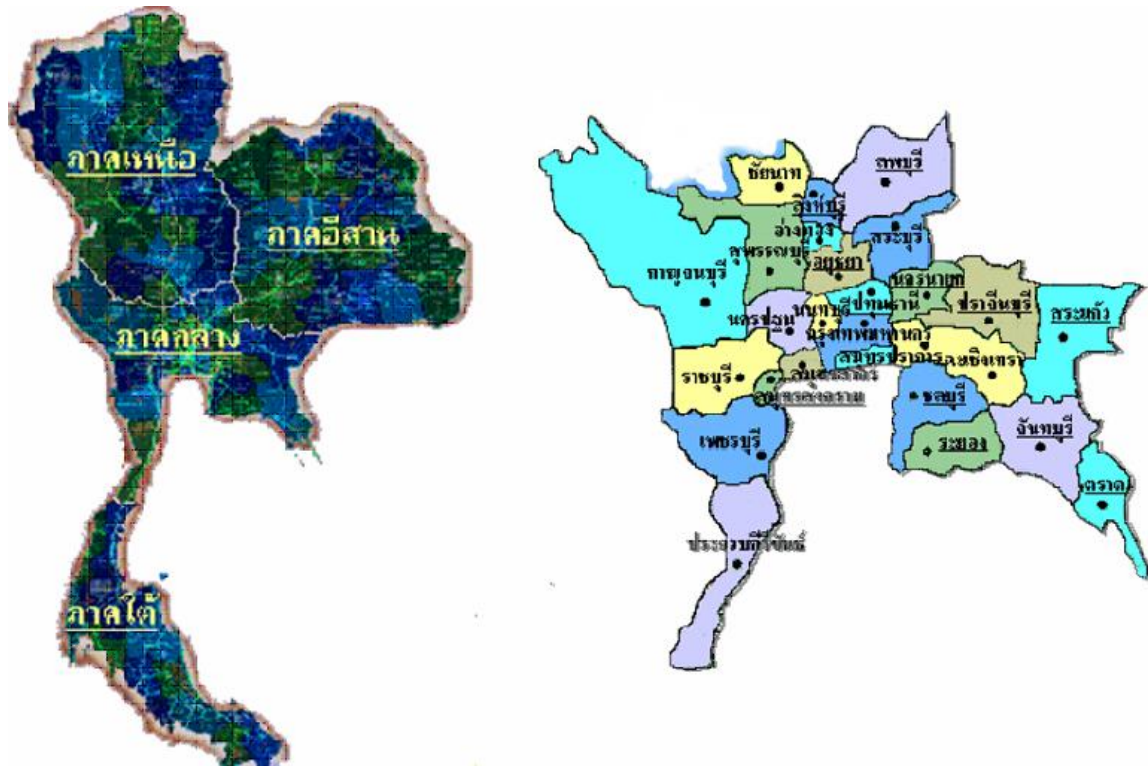 ภาคเหนือ
ภาคอีสาน
ภาคกลาง
ภาคใต้
ชัยนาท
ลพบุรี
สิงห์บุรี
อ่างทอง
สระบุรี
สุพรรณบุรี
อยุธยา
กาญจนบุรี
นครนายก
ปราจีนบุรี
สระแก้ว
ปทุมธานี
นนทบุรี
นครปฐม
กรุงเทพมหานคร
สมุทรปราการ
ฉะเชิงเทรา
ราชบุรี
สมุทรสาคร
สมุทรสงคราม
ชลบุรี
เพชรบุรี
ระยอง
จันทบุรี
ตราด
ประจวบคีรีขันธ์